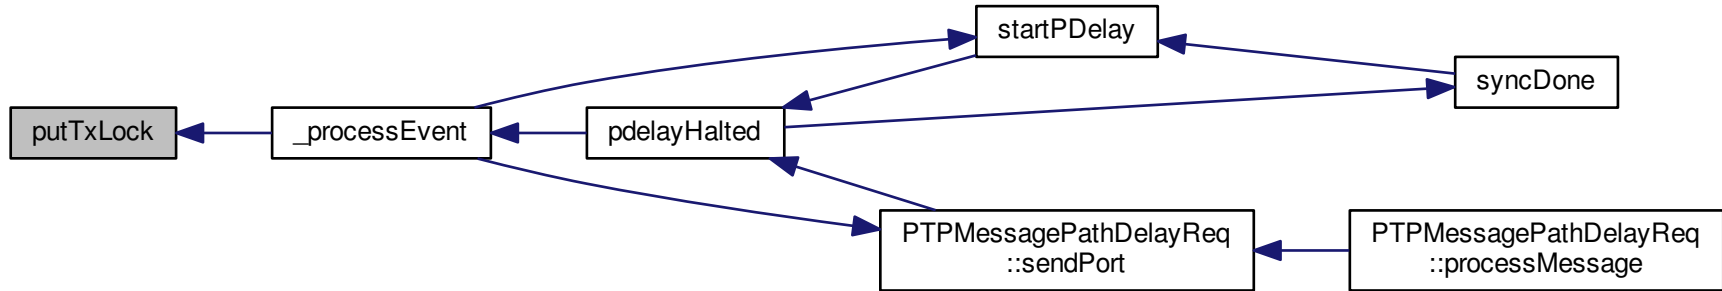 startPDelay
syncDone
putTxLock
_processEvent
pdelayHalted
PTPMessagePathDelayReq
::sendPort
PTPMessagePathDelayReq
::processMessage